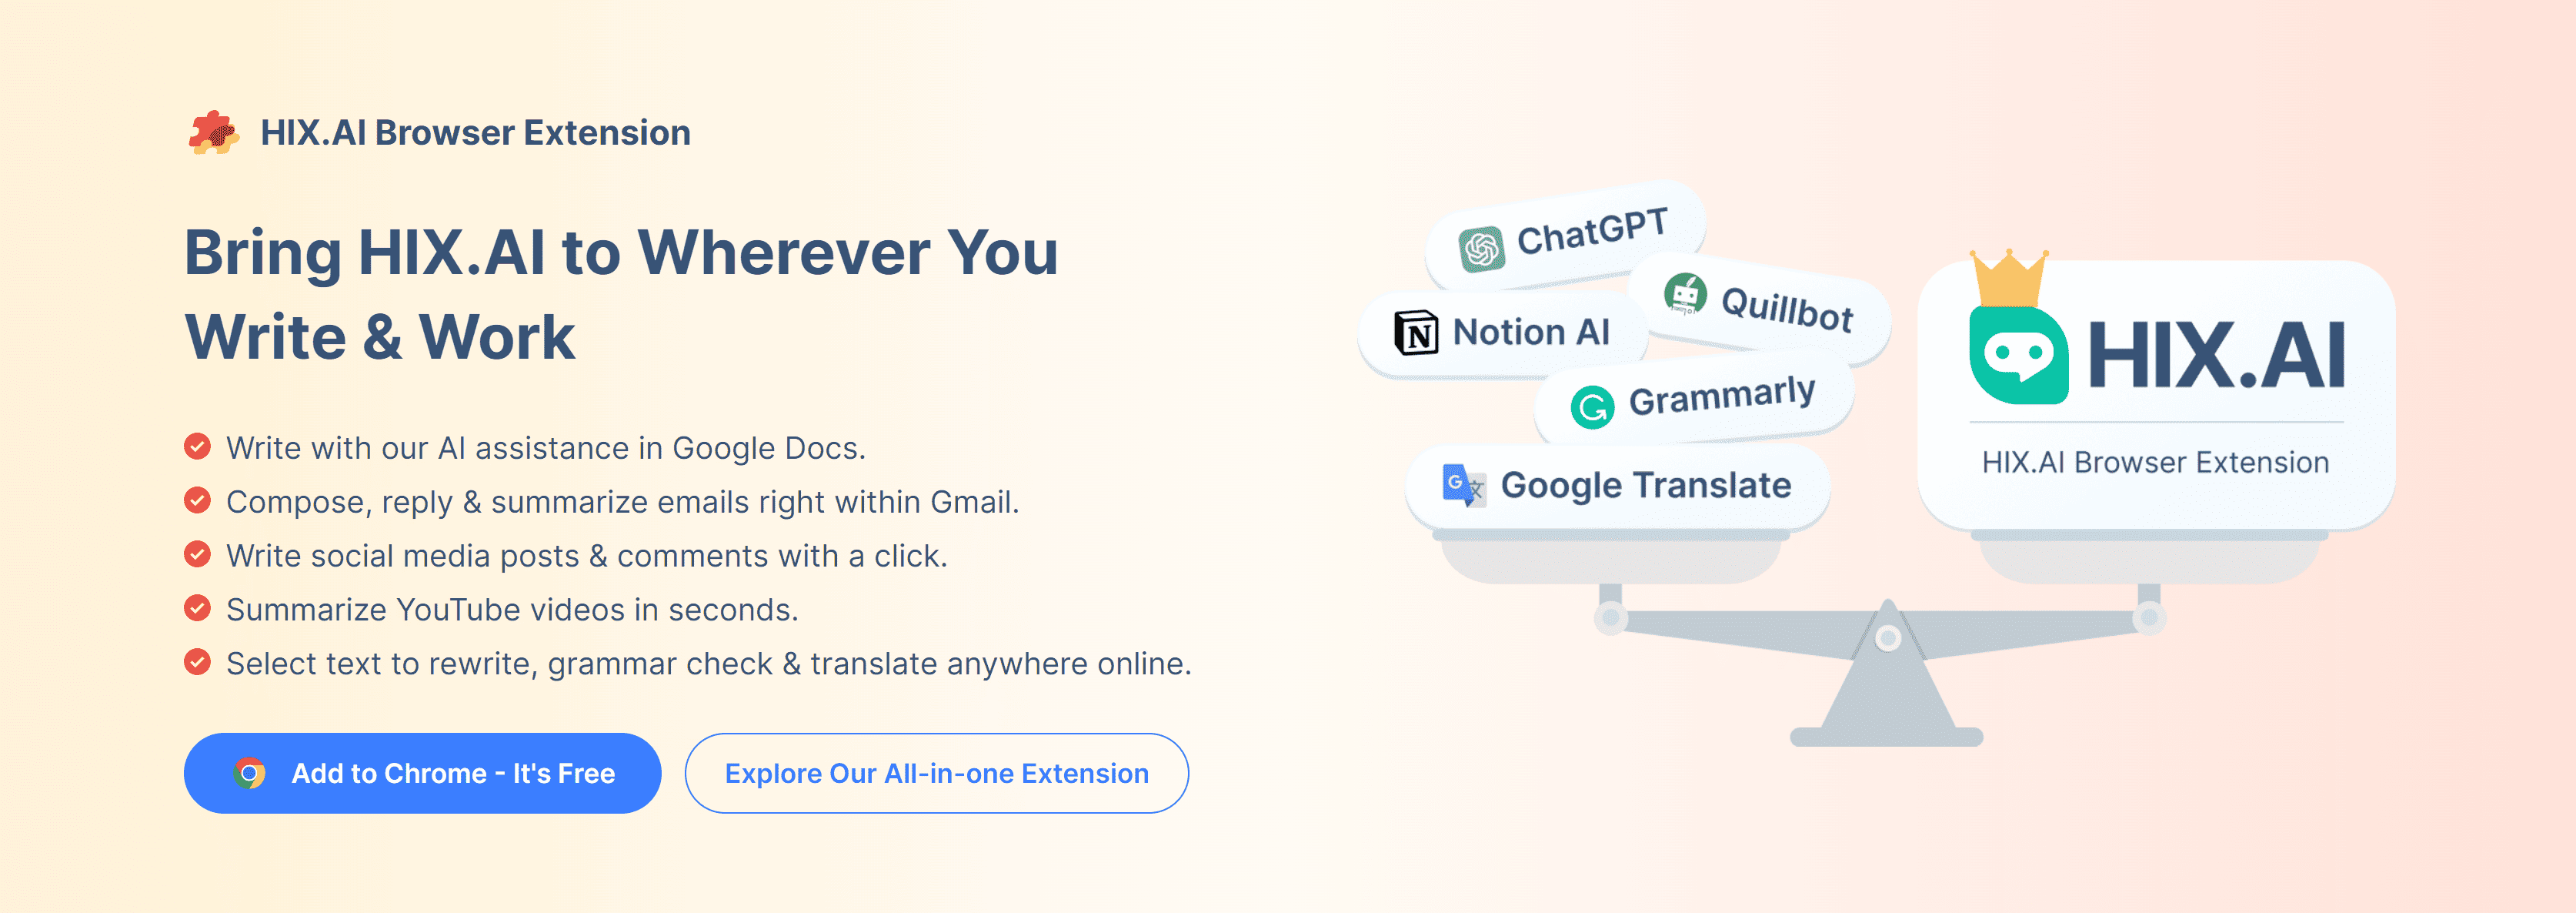 HIX.AI Browser Extension
Bring HIX.AI to Wherever You
Write & Work
Write with our AI assistance in Google Docs.
Compose, reply & summarize emails right within Gmail.
Write social media posts & comments with a click.
Summarize YouTube videos in seconds.
Select text to rewrite, grammar check & translate anywhere online.
Add to Chrome - It's Free
Explore Our All-in-one Extension
ChatGPT
Quillbot
N Notion AI
Grammarly
G 文 Google Translate
HIX.AI
HIX.AI Browser Extension